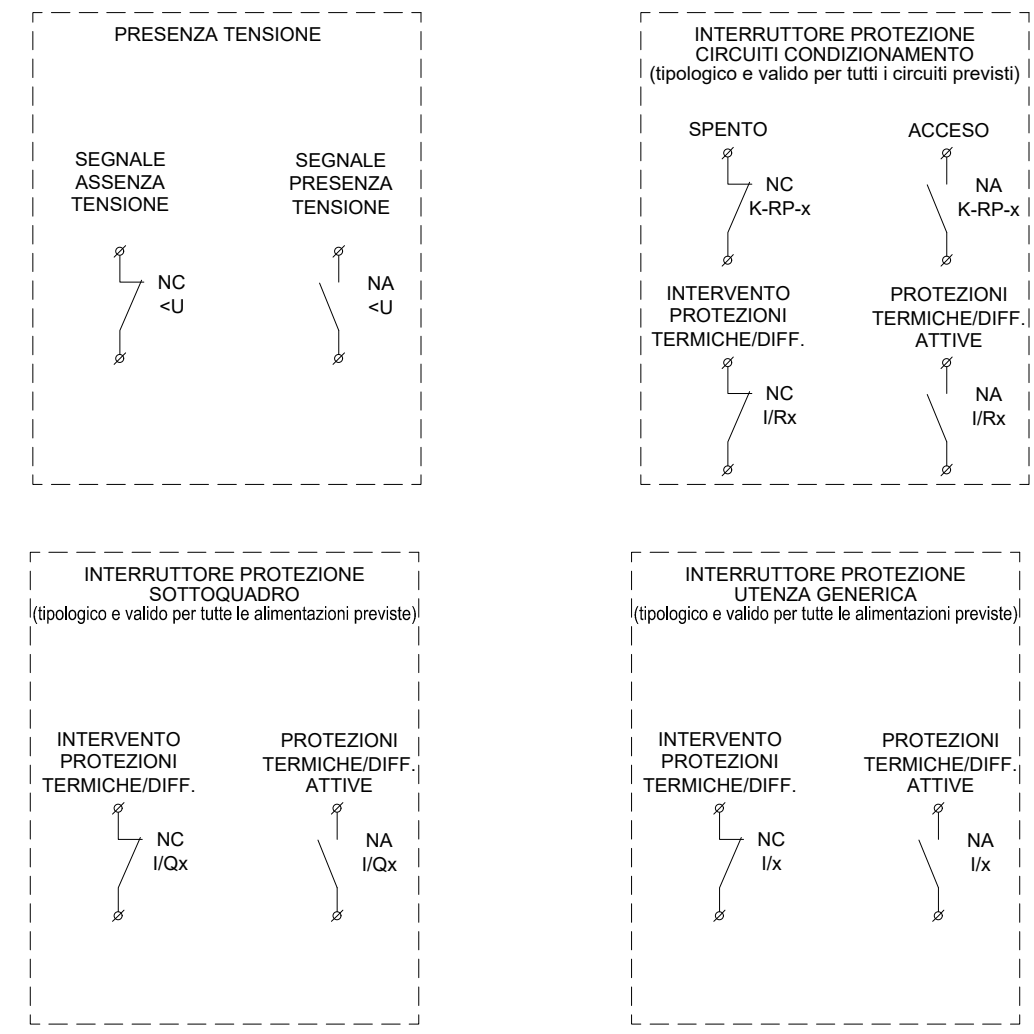 PRESENZA TENSIONE
SEGNALE
ASSENZA
TENSIONE
SEGNALE
PRESENZA
TENSIONE
NC
<U
NA
<U
INTERRUTTORE PROTEZIONE
CIRCUITI CONDIZIONAMENTO
(tipologico e valido per tutti i circuiti previsti)
SPENTO
ACCESO
NC
K-RP-x
NA
K-RP-x
INTERVENTO
PROTEZIONI
TERMICHE/DIFF.
PROTEZIONI
TERMICHE/DIFF.
ATTIVE
NC
I/Rx
NA
I/Rx
INTERRUTTORE PROTEZIONE
SOTTOQUADRO
(tipologico e valido per tutte le alimentazioni previste)
INTERVENTO
PROTEZIONI
TERMICHE/DIFF.
PROTEZIONI
TERMICHE/DIFF.
ATTIVE
NC
I/Qx
NA
I/Qx
INTERRUTTORE PROTEZIONE
UTENZA GENERICA
(tipologico e valido per tutte le alimentazioni previste)
INTERVENTO
PROTEZIONI
TERMICHE/DIFF.
PROTEZIONI
TERMICHE/DIFF.
ATTIVE
NC
I/x
NA
I/x